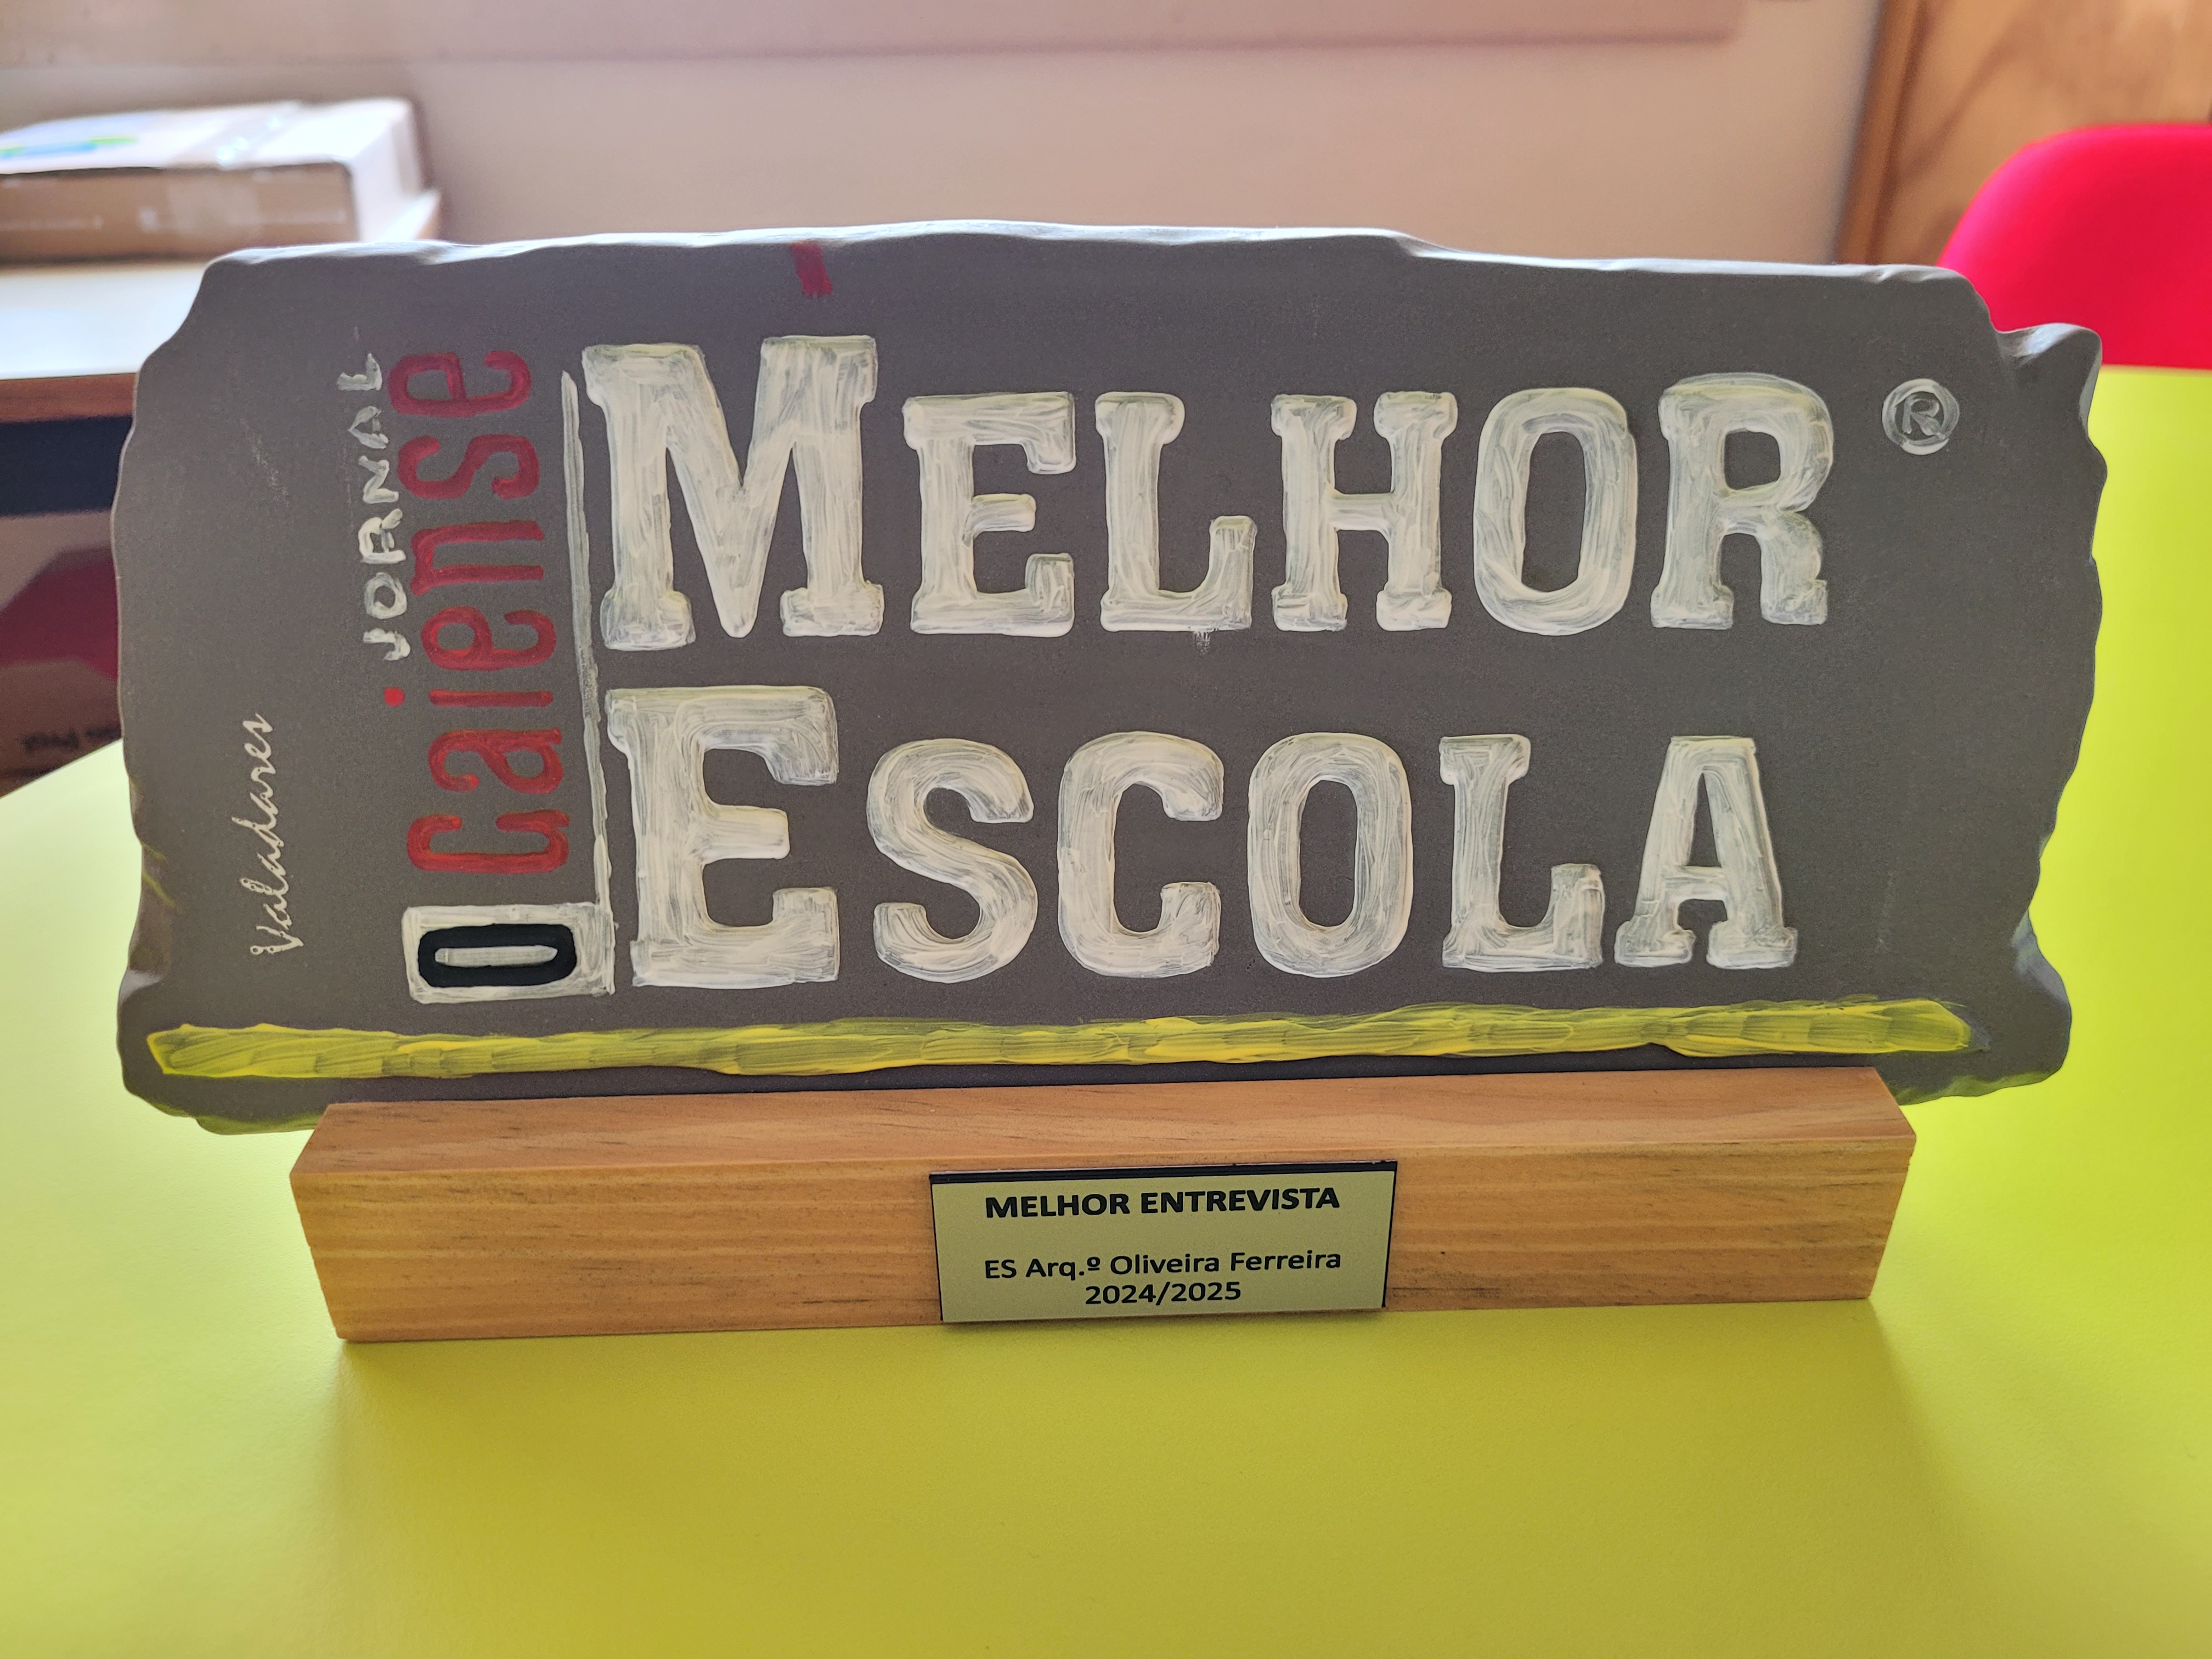 Valadares
JORNAL
O caiense
MELHOR
®
ESCOLA
MELHOR ENTREVISTA
ES Arq.º Oliveira Ferreira
2024/2025